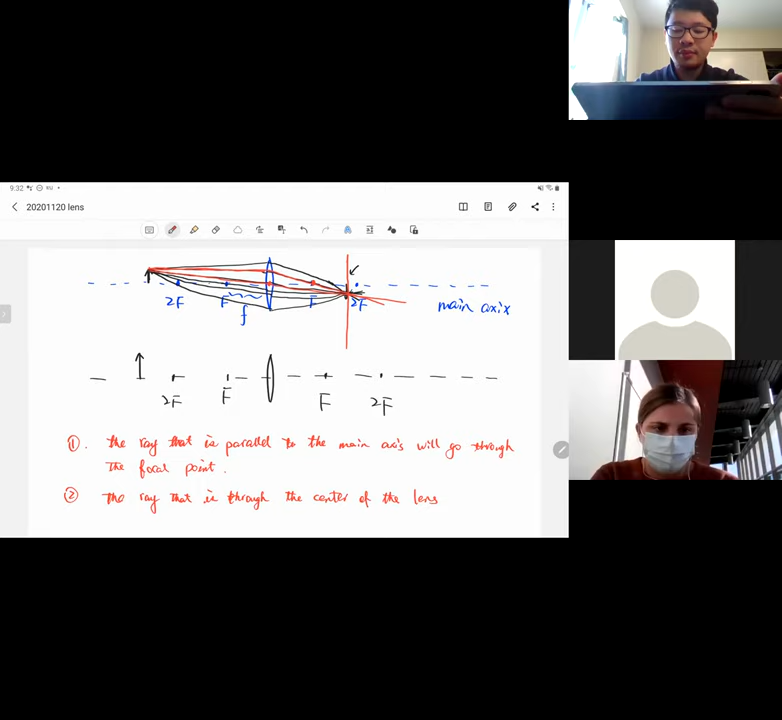 9:32 RU
20201120 lens
2F F f F 2F main axis
2F F F 2F
①. the ray that is parallel to the main axis will go through
the focal point.
② the ray that is through the center of the lens